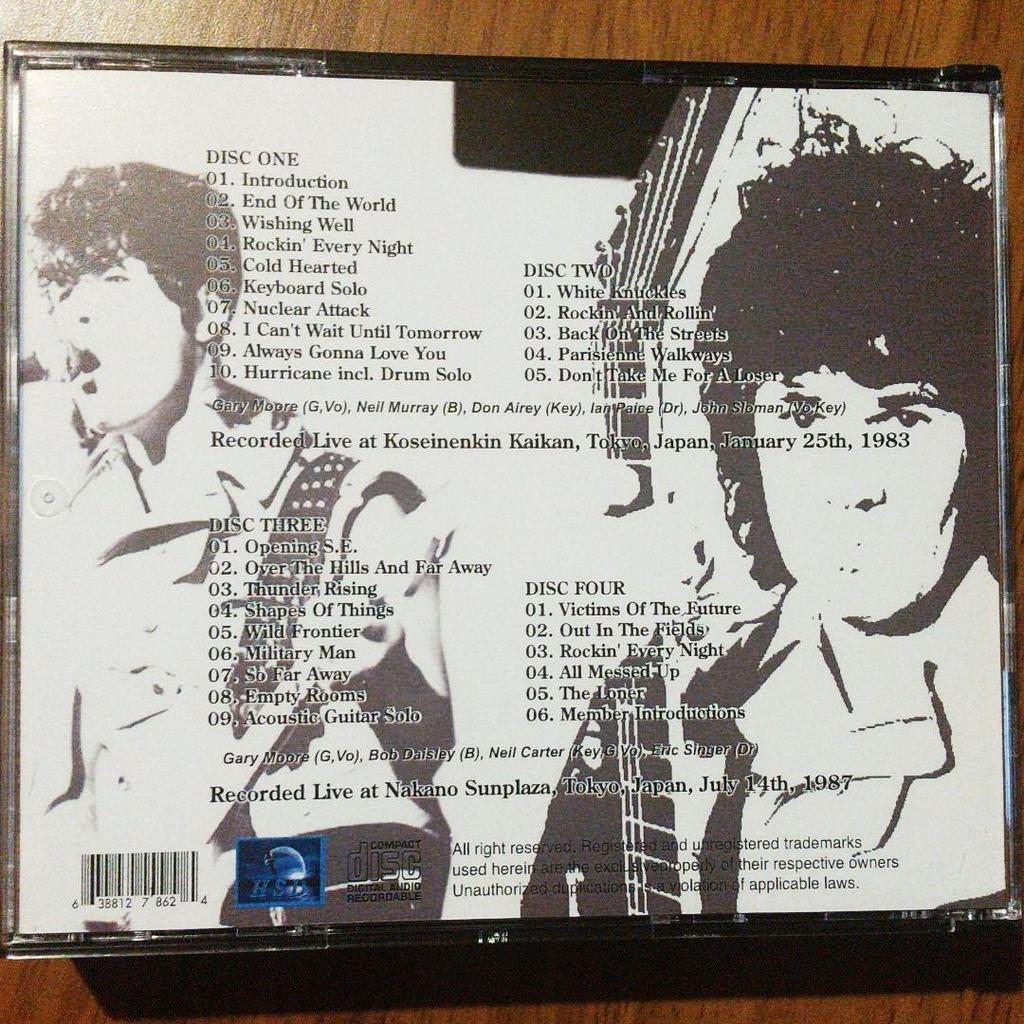 DISC ONE
01. Introduction
02. End Of The World
03. Wishing Well
04. Rockin' Every Night
05. Cold Hearted
06. Keyboard Solo
07. Nuclear Attack
08. I Can't Wait Until Tomorrow
09. Always Gonna Love You
10. Hurricane incl. Drum Solo
DISC TWO
01. White Knuckles
02. Rockin' And Rollin'
03. Back On The Streets
04. Parisienne Walkways
05. Don't Take Me For A Loser
Gary Moore (G,Vo), Neil Murray (B), Don Airey (Key), Ian Paice (Dr), John Sloman (Vo,Key)
Recorded Live at Koseinenkin Kaikan, Tokyo, Japan, January 25th, 1983
DISC THREE
01. Opening S.E.
02. Over The Hills And Far Away
03. Thunder Rising
04. Shapes Of Things
05. Wild Frontier
06. Military Man
07. So Far Away
08. Empty Rooms
09. Acoustic Guitar Solo
DISC FOUR
01. Victims Of The Future
02. Out In The Fields
03. Rockin' Every Night
04. All Messed Up
05. The Loner
06. Member Introductions
Gary Moore (G,Vo), Bob Daisley (B), Neil Carter (Key,G,Vo), Eric Singer (Dr)
Recorded Live at Nakano Sunplaza, Tokyo, Japan, July 14th, 1987
6 38812 7 862 4
HSB
COMPACT
disc
DIGITAL AUDIO
RECORDABLE
All right reserved. Registered and unregistered trademarks
used herein are the exclusiveproperly of their respective owners
Unauthorized duplications is a violation of applicable laws.